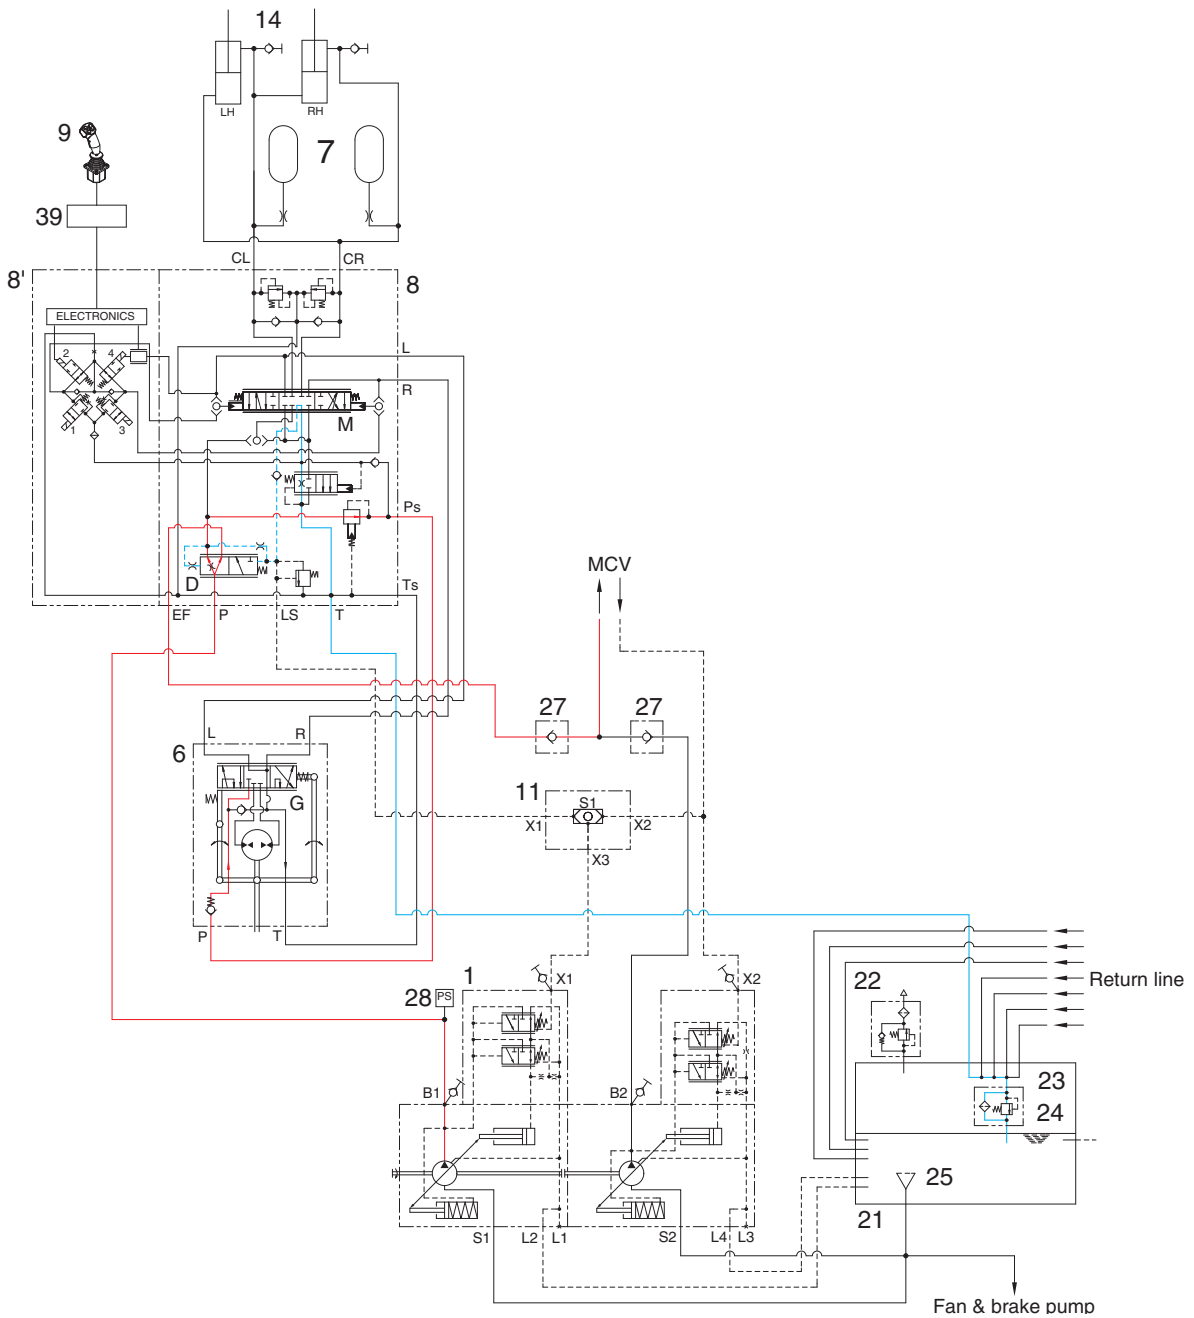 14
LH
RH
9
7
39
CL
CR
8'
8
ELECTRONICS
L
2
4
R
M
1
3
Ps
MCV
D
Ts
EF
P
LS
T
27
27
L
R
6
11
G
S1
X1
X2
X3
P
T
1
X1
X2
22
Return line
28
PS
23
B1
B2
24
25
21
S1
L2
L1
S2
L4
L3
Fan & brake pump